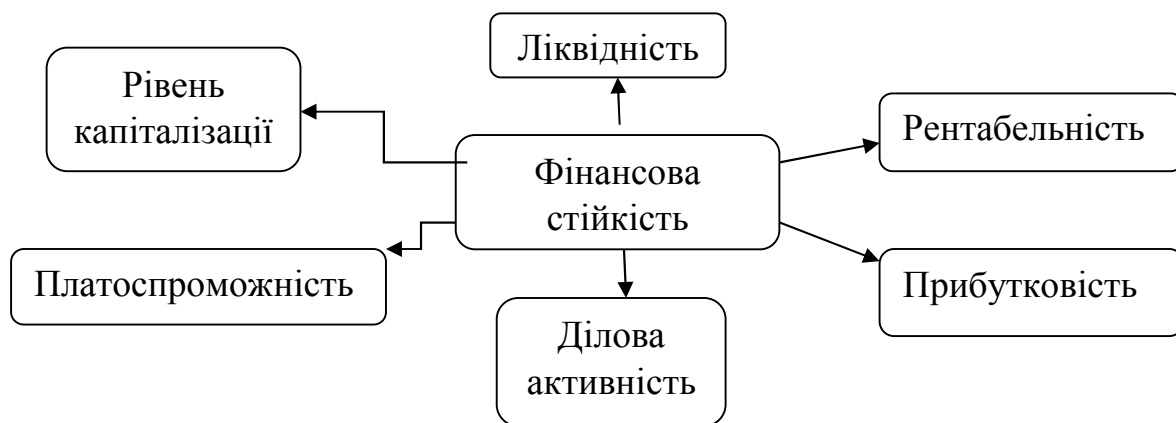 Ліквідність
Рівень
капіталізації
Рентабельність
Фінансова
стійкість
Платоспроможність
Прибутковість
Ділова
активність